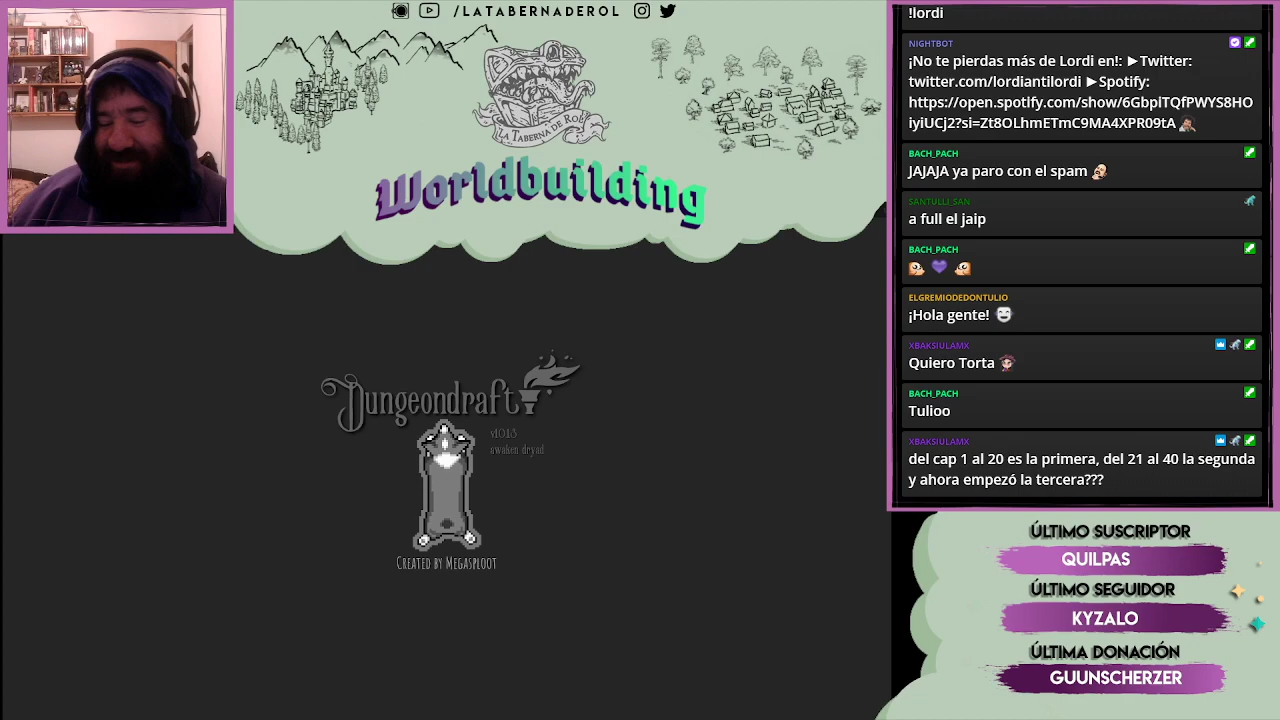 /LATABERNADEROL
LA TABERNA DE ROL
Worldbuilding
Dungeondraft
v1.0.1.3
awaken dryad
CREATED BY MEGASPLOOT
!lordi
NIGHTBOT
¡No te pierdas más de Lordi en!: ►Twitter:
twitter.com/lordiantilordi ►Spotify:
https://open.spotify.com/show/6GbpiTQfPWYS8HO
iyiUCj2?si=Zt8OLhmETmC9MA4XPR09tA
BACH_PACH
JAJAJA ya paro con el spam
SANTULLI_SAN
a full el jaip
BACH_PACH
ELGREMIODEDONTULIO
¡Hola gente!
XBAKSIULAMX
Quiero Torta
BACH_PACH
Tulioo
XBAKSIULAMX
del cap 1 al 20 es la primera, del 21 al 40 la segunda
y ahora empezó la tercera???
ÚLTIMO SUSCRIPTOR
QUILPAS
ÚLTIMO SEGUIDOR
KYZALO
ÚLTIMA DONACIÓN
GUUNSCHERZER